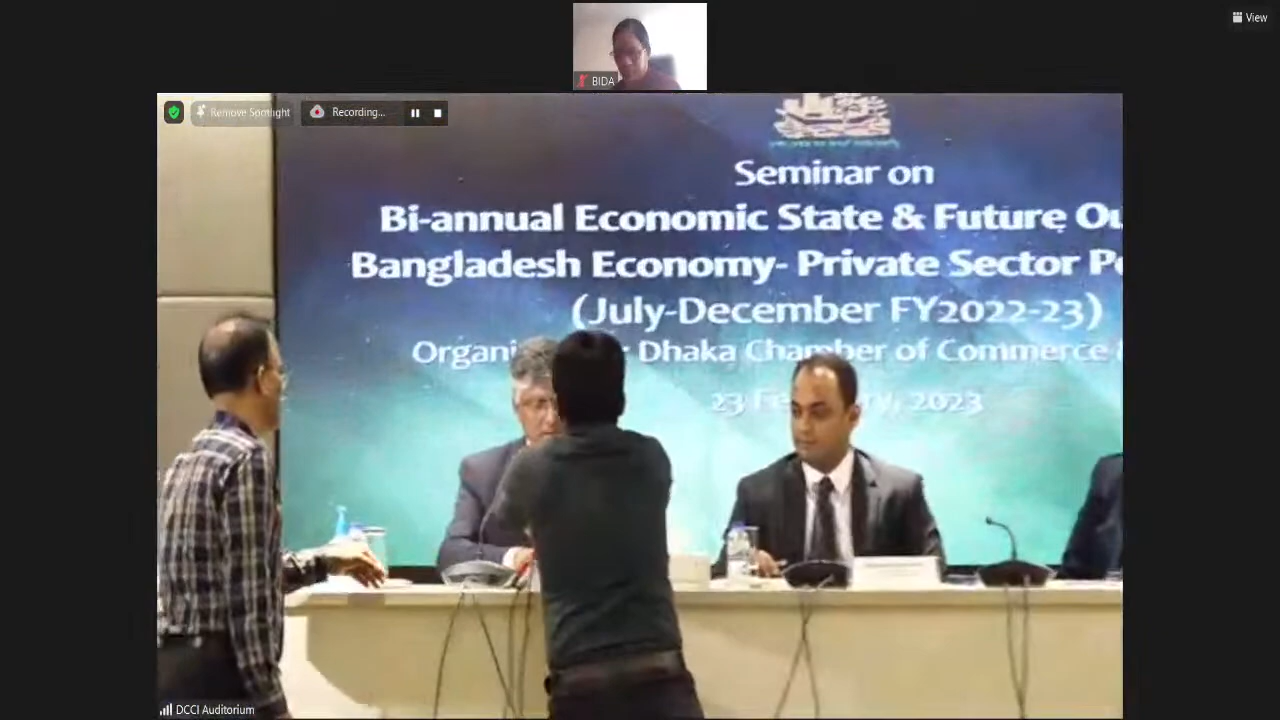 View
BIDA
Remove Spotlight
Recording...
Seminar on
Bi-annual Economic State & Future
Bangladesh Economy- Private Sector
(July-December FY2022-23)
Dhaka Chamber of Commerce
23 2023
DCCI Auditorium